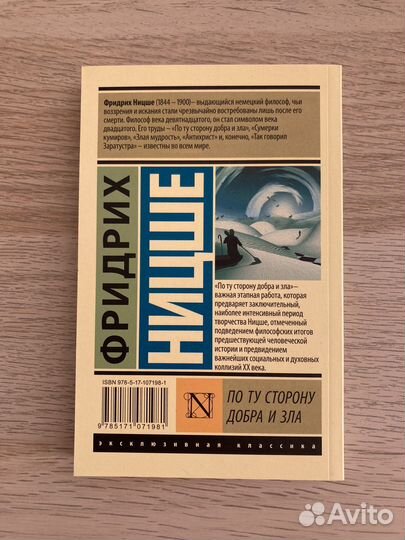 Фридрих Ницше (1844 – 1900)– выдающийся немецкий философ, чьи
воззрения и искания стали чрезвычайно востребованы лишь после его
смерти. Философ века девятнадцатого, он стал символом века
двадцатого. Его труды – «По ту сторону добра и зла», «Сумерки
кумиров», «Злая мудрость», «Антихрист» и, конечно, «Так говорил
Заратустра» – известны во всем мире.
ФРИДРИХ
НИЦШЕ
«По ту сторону добра и зла»–
важная этапная работа, которая
предваряет заключительный,
наиболее интенсивный период
творчества Ницше, отмеченный
подведением философских итогов
предшествующей человеческой
истории и предвидением
важнейших социальных и духовных
коллизий XX века.
ISBN 978-5-17-107198-1
9 785171 071981
N
ПО ТУ СТОРОНУ
ДОБРА И ЗЛА
эксклюзивная классика
Avito